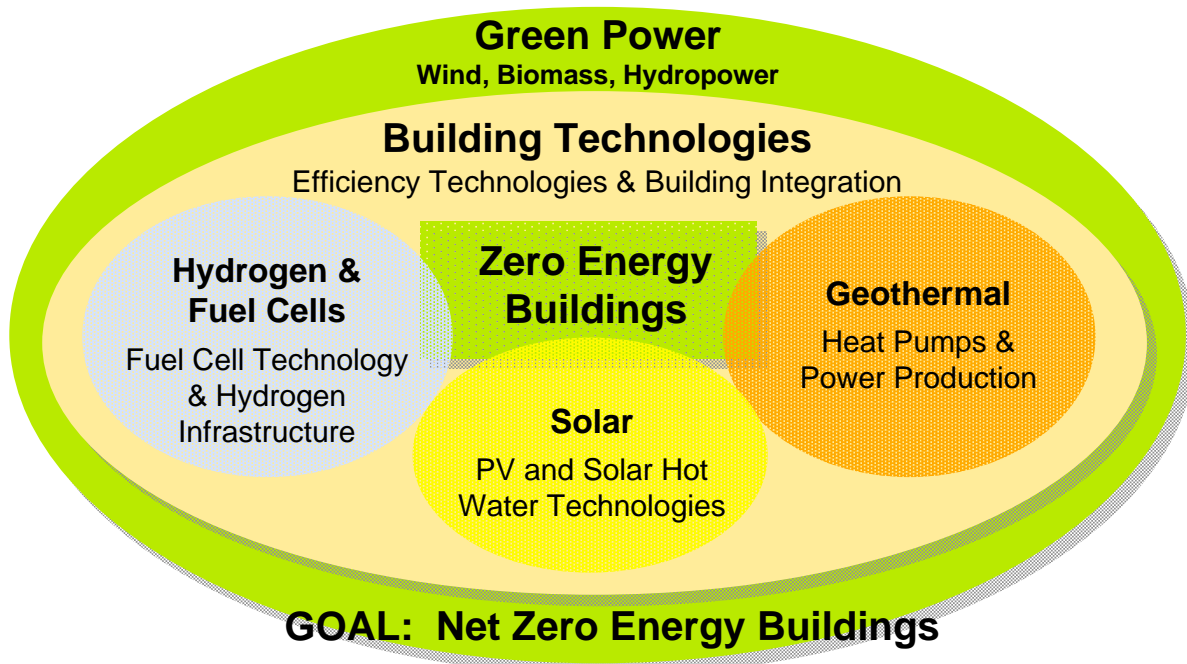 Green Power
Wind, Biomass, Hydropower
Building Technologies
Efficiency Technologies & Building Integration
Hydrogen &
Fuel Cells
Fuel Cell Technology
& Hydrogen
Infrastructure
Zero Energy
Buildings
Geothermal
Heat Pumps &
Power Production
Solar
PV and Solar Hot
Water Technologies
GOAL:  Net Zero Energy Buildings